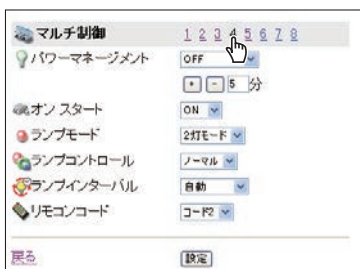 マルチ制御 1 2 3 4 5 6 7 8
パワーマネージメント OFF
+ - 5 分
オン スタート ON
ランプモード 2灯モード
ランプコントロール ノーマル
ランプインターバル 自動
リモコンコード コード2
戻る 設定